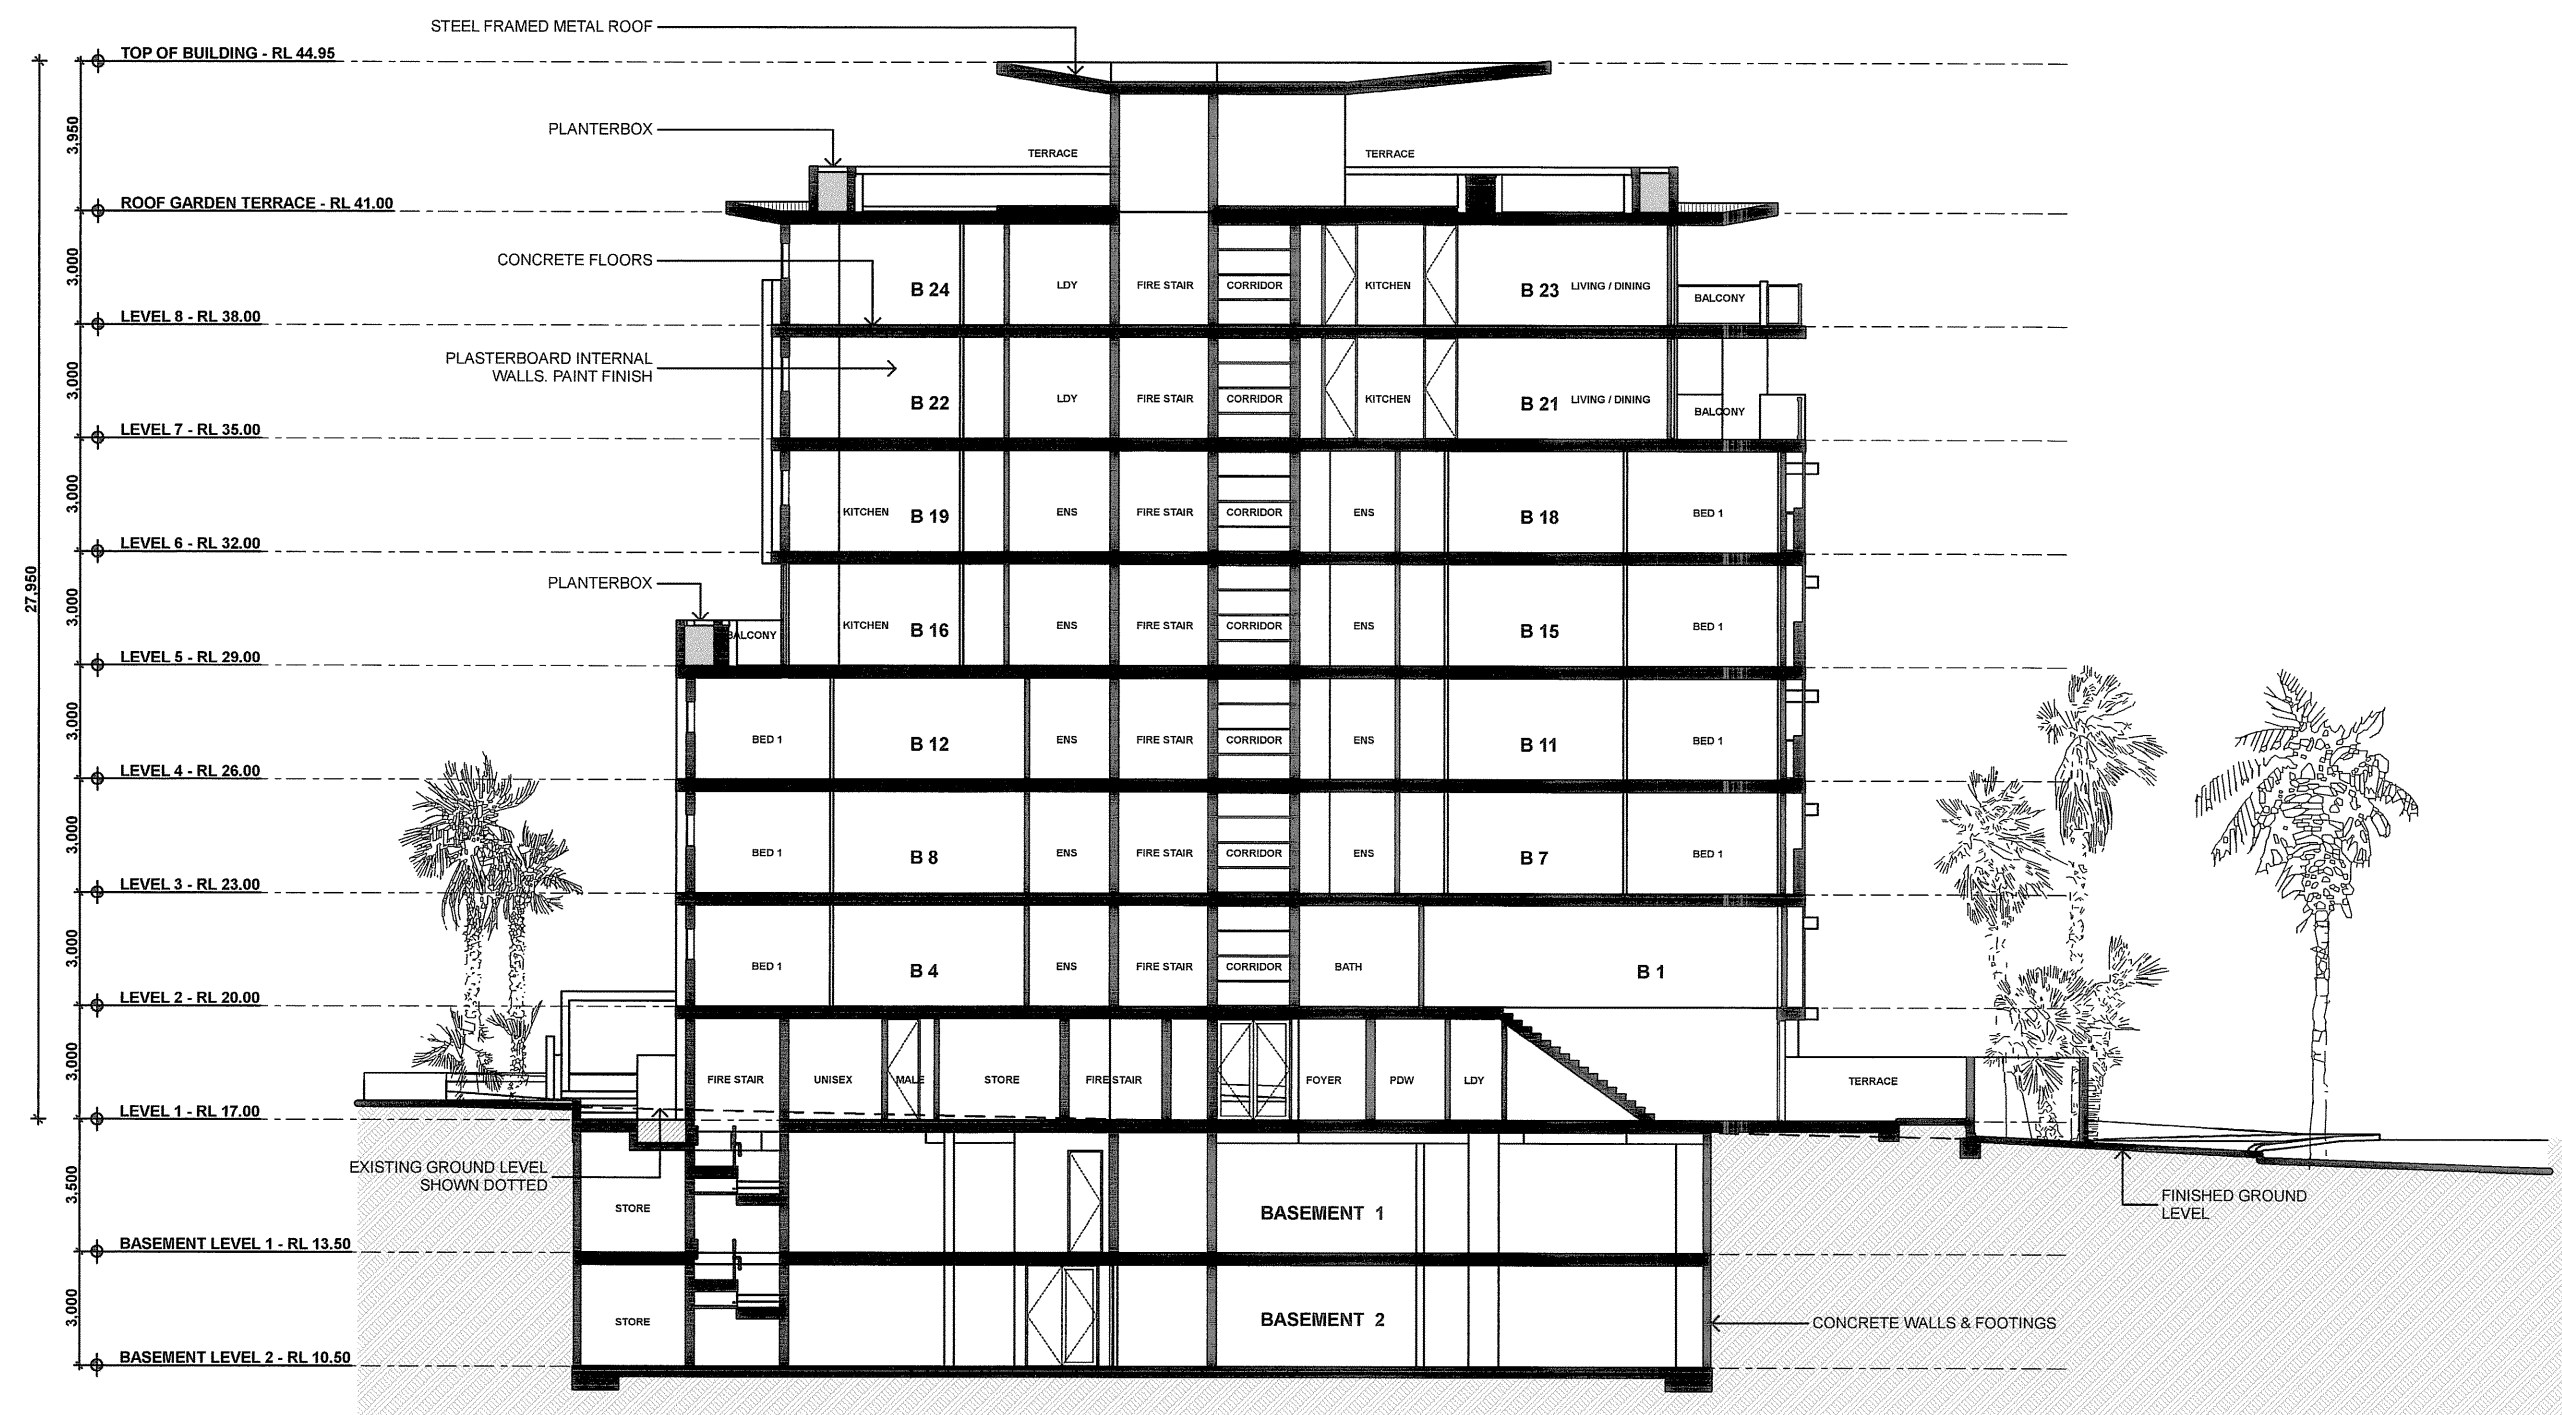 STEEL FRAMED METAL ROOF
TOP OF BUILDING - RL 44.95
3,950
PLANTERBOX
TERRACE TERRACE
ROOF GARDEN TERRACE - RL 41.00
3,000
CONCRETE FLOORS
B 24 LDY FIRE STAIR CORRIDOR KITCHEN B 23 LIVING / DINING BALCONY
LEVEL 8 - RL 38.00
3,000
PLASTERBOARD INTERNAL
WALLS. PAINT FINISH
B 22 LDY FIRE STAIR CORRIDOR KITCHEN B 21 LIVING / DINING BALCONY
LEVEL 7 - RL 35.00
3,000
KITCHEN B 19 ENS FIRE STAIR CORRIDOR ENS B 18 BED 1
LEVEL 6 - RL 32.00
27,950
3,000
PLANTERBOX
BALCONY KITCHEN B 16 ENS FIRE STAIR CORRIDOR ENS B 15 BED 1
LEVEL 5 - RL 29.00
3,000
BED 1 B 12 ENS FIRE STAIR CORRIDOR ENS B 11 BED 1
LEVEL 4 - RL 26.00
3,000
BED 1 B 8 ENS FIRE STAIR CORRIDOR ENS B 7 BED 1
LEVEL 3 - RL 23.00
3,000
BED 1 B 4 ENS FIRE STAIR CORRIDOR BATH B 1
LEVEL 2 - RL 20.00
3,000
FIRE STAIR UNISEX MALE STORE FIRE STAIR FOYER PDW LDY TERRACE
LEVEL 1 - RL 17.00
3,500
EXISTING GROUND LEVEL
SHOWN DOTTED
STORE BASEMENT 1
FINISHED GROUND
LEVEL
BASEMENT LEVEL 1 - RL 13.50
3,000
STORE BASEMENT 2
CONCRETE WALLS & FOOTINGS
BASEMENT LEVEL 2 - RL 10.50